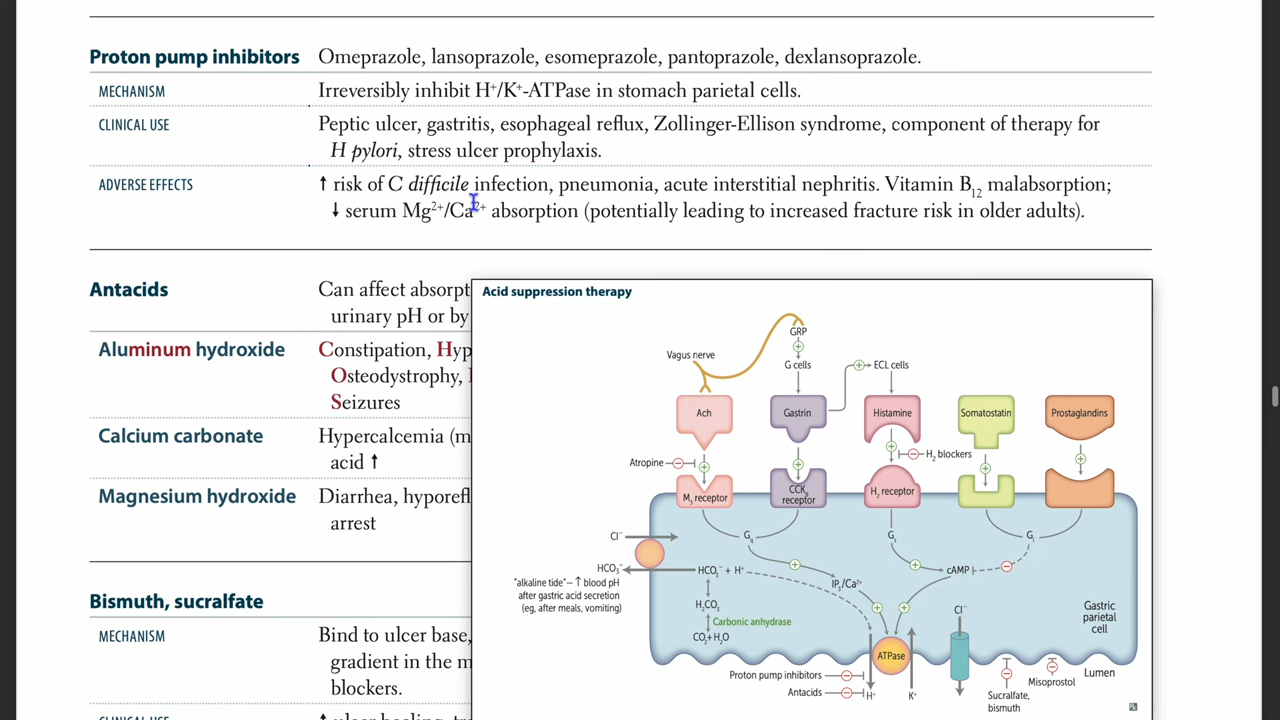 Proton pump inhibitors Omeprazole, lansoprazole, esomeprazole, pantoprazole, dexlansoprazole.
MECHANISM Irreversibly inhibit H⁺/K⁺-ATPase in stomach parietal cells.
CLINICAL USE Peptic ulcer, gastritis, esophageal reflux, Zollinger-Ellison syndrome, component of therapy for
H pylori, stress ulcer prophylaxis.
ADVERSE EFFECTS ↑ risk of C difficile infection, pneumonia, acute interstitial nephritis. Vitamin B₁₂ malabsorption;
↓ serum Mg²⁺/Ca²⁺ absorption (potentially leading to increased fracture risk in older adults).
Antacids Can affect absorpt
urinary pH or by
Aluminum hydroxide Constipation, Hyp
Osteodystrophy,
Seizures
Calcium carbonate Hypercalcemia (m
acid ↑
Magnesium hydroxide Diarrhea, hyporefl
arrest
Bismuth, sucralfate
MECHANISM Bind to ulcer base,
gradient in the m
blockers.
CLINICAL USE ↑ ulcer healing, tr
Acid suppression therapy
GRP
Vagus nerve
G cells
ECL cells
Ach
Gastrin
Histamine
Somatostatin
Prostaglandins
Atropine
H₂ blockers
M₃ receptor
CCK
receptor
H₂ receptor
Cl⁻
Gq
Gs
Gi
HCO₃⁻
HCO₃⁻ + H⁺
cAMP
"alkaline tide"– ↑ blood pH
after gastric acid secretion
(eg, after meals, vomiting)
IP₃/Ca²⁺
H₂CO₃
Carbonic anhydrase
CO₂+ H₂O
Cl⁻
Gastric
parietal
cell
ATPase
Lumen
Proton pump inhibitors
Antacids
H⁺
K⁺
Misoprostol
Sucralfate,
bismuth